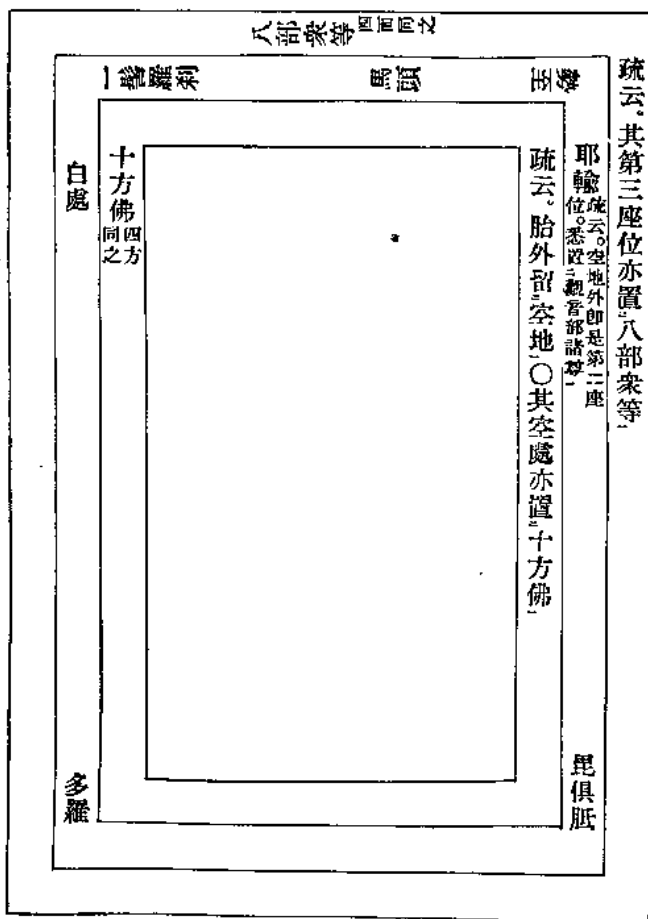 疏云。其第三座位亦置八部衆等
八部衆等四面同之
一髻羅刹
馬頭
耶輸疏云。空地外即是第二座
位。悉置觀音部諸尊
毘俱胝
白處
多羅
疏云。胎外留空地〇其空處亦置十方佛
十方佛四方
同之